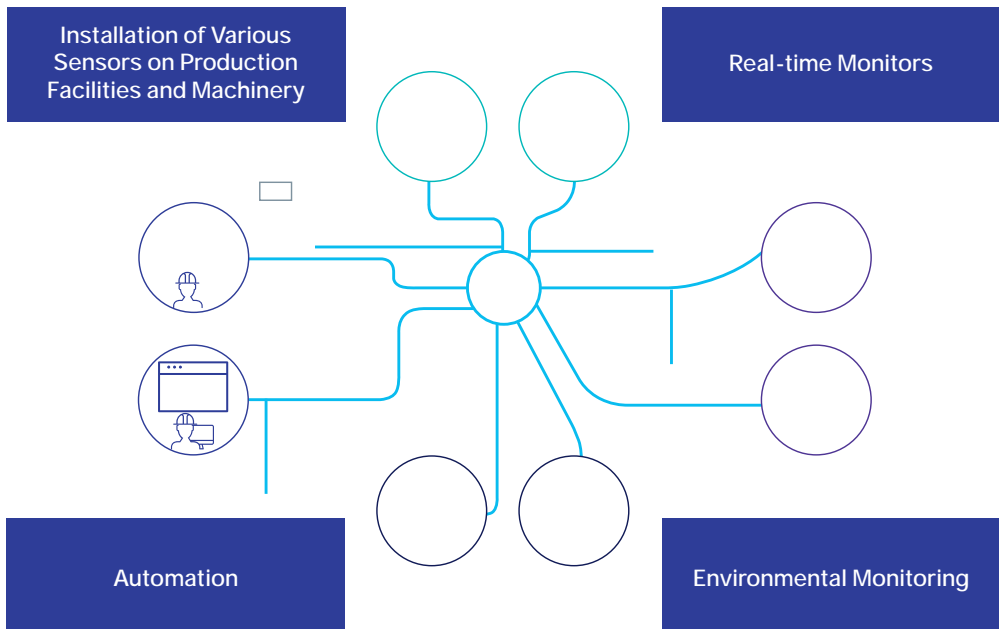 Installation of Various
Sensors on Production
Facilities and Machinery
Real-time Monitors
Automation
Environmental Monitoring